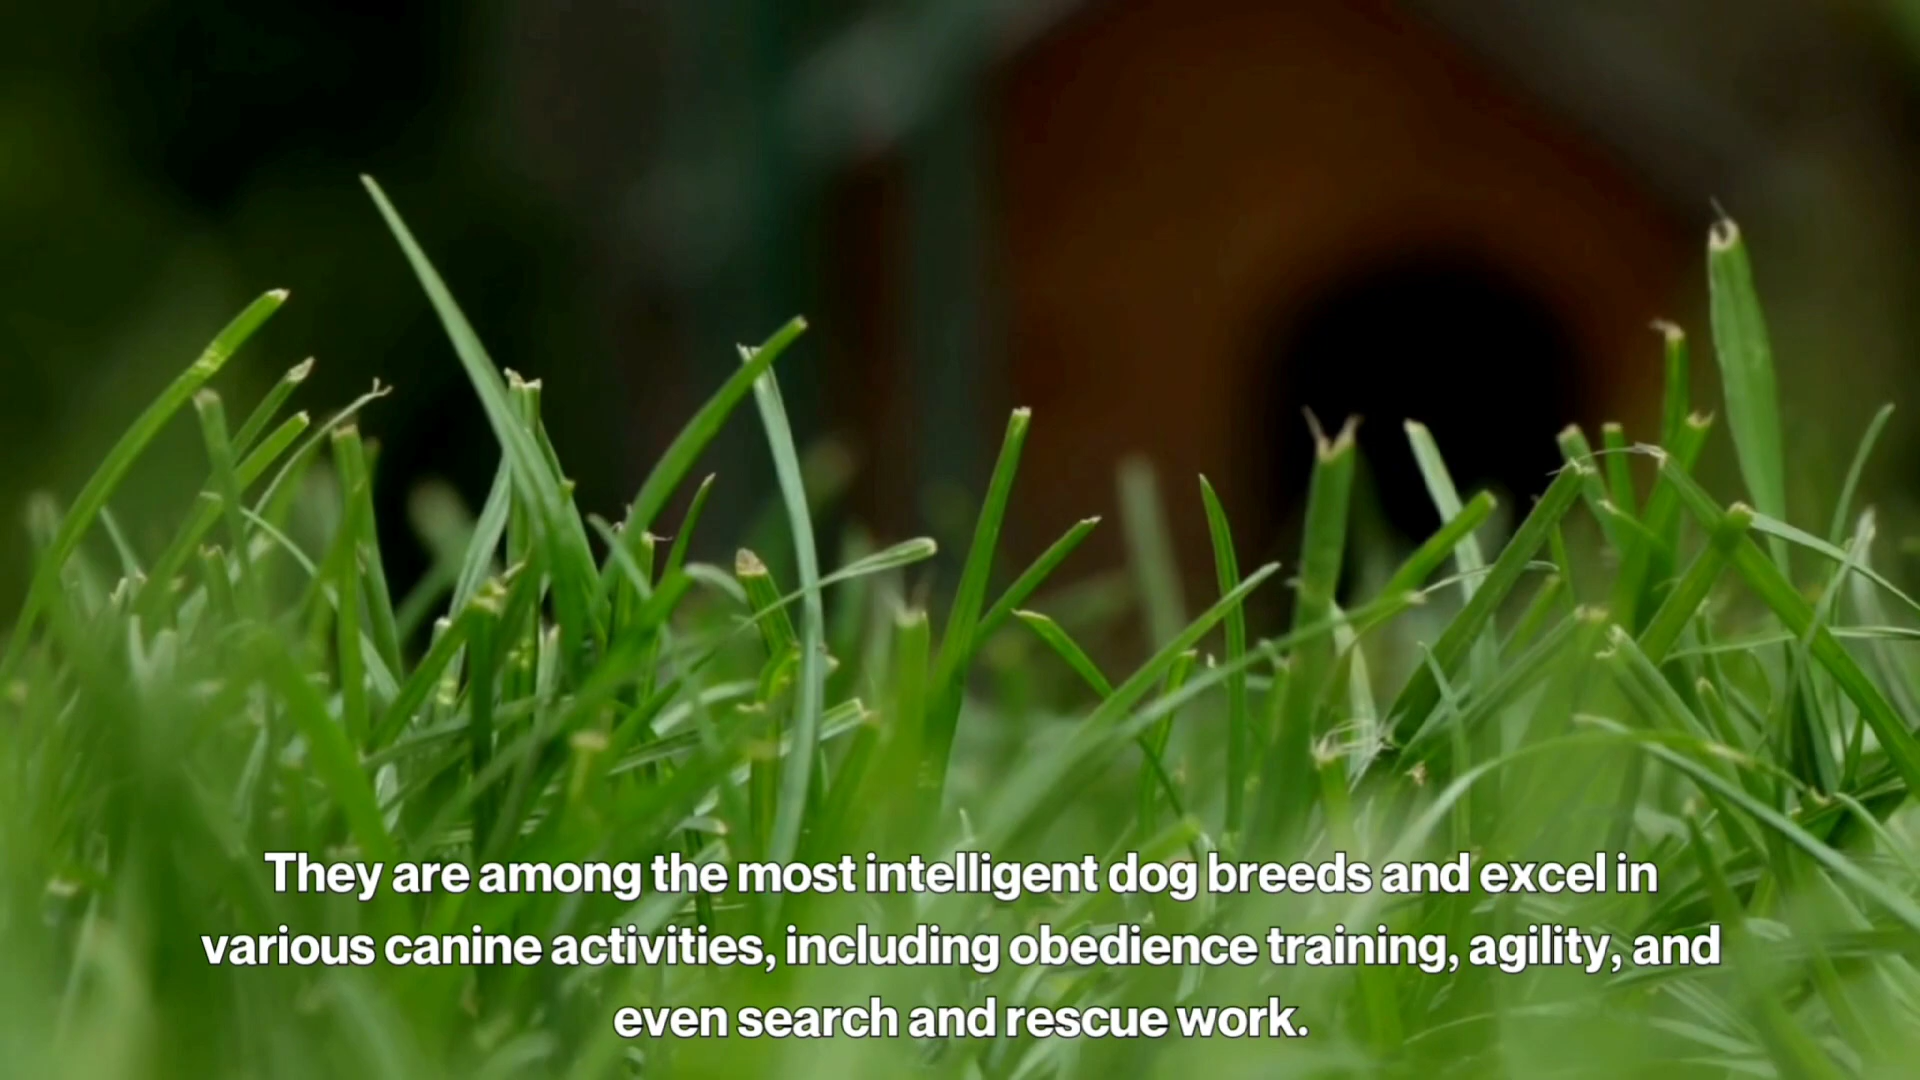 They are among the most intelligent dog breeds and excel in
various canine activities, including obedience training, agility, and
even search and rescue work.